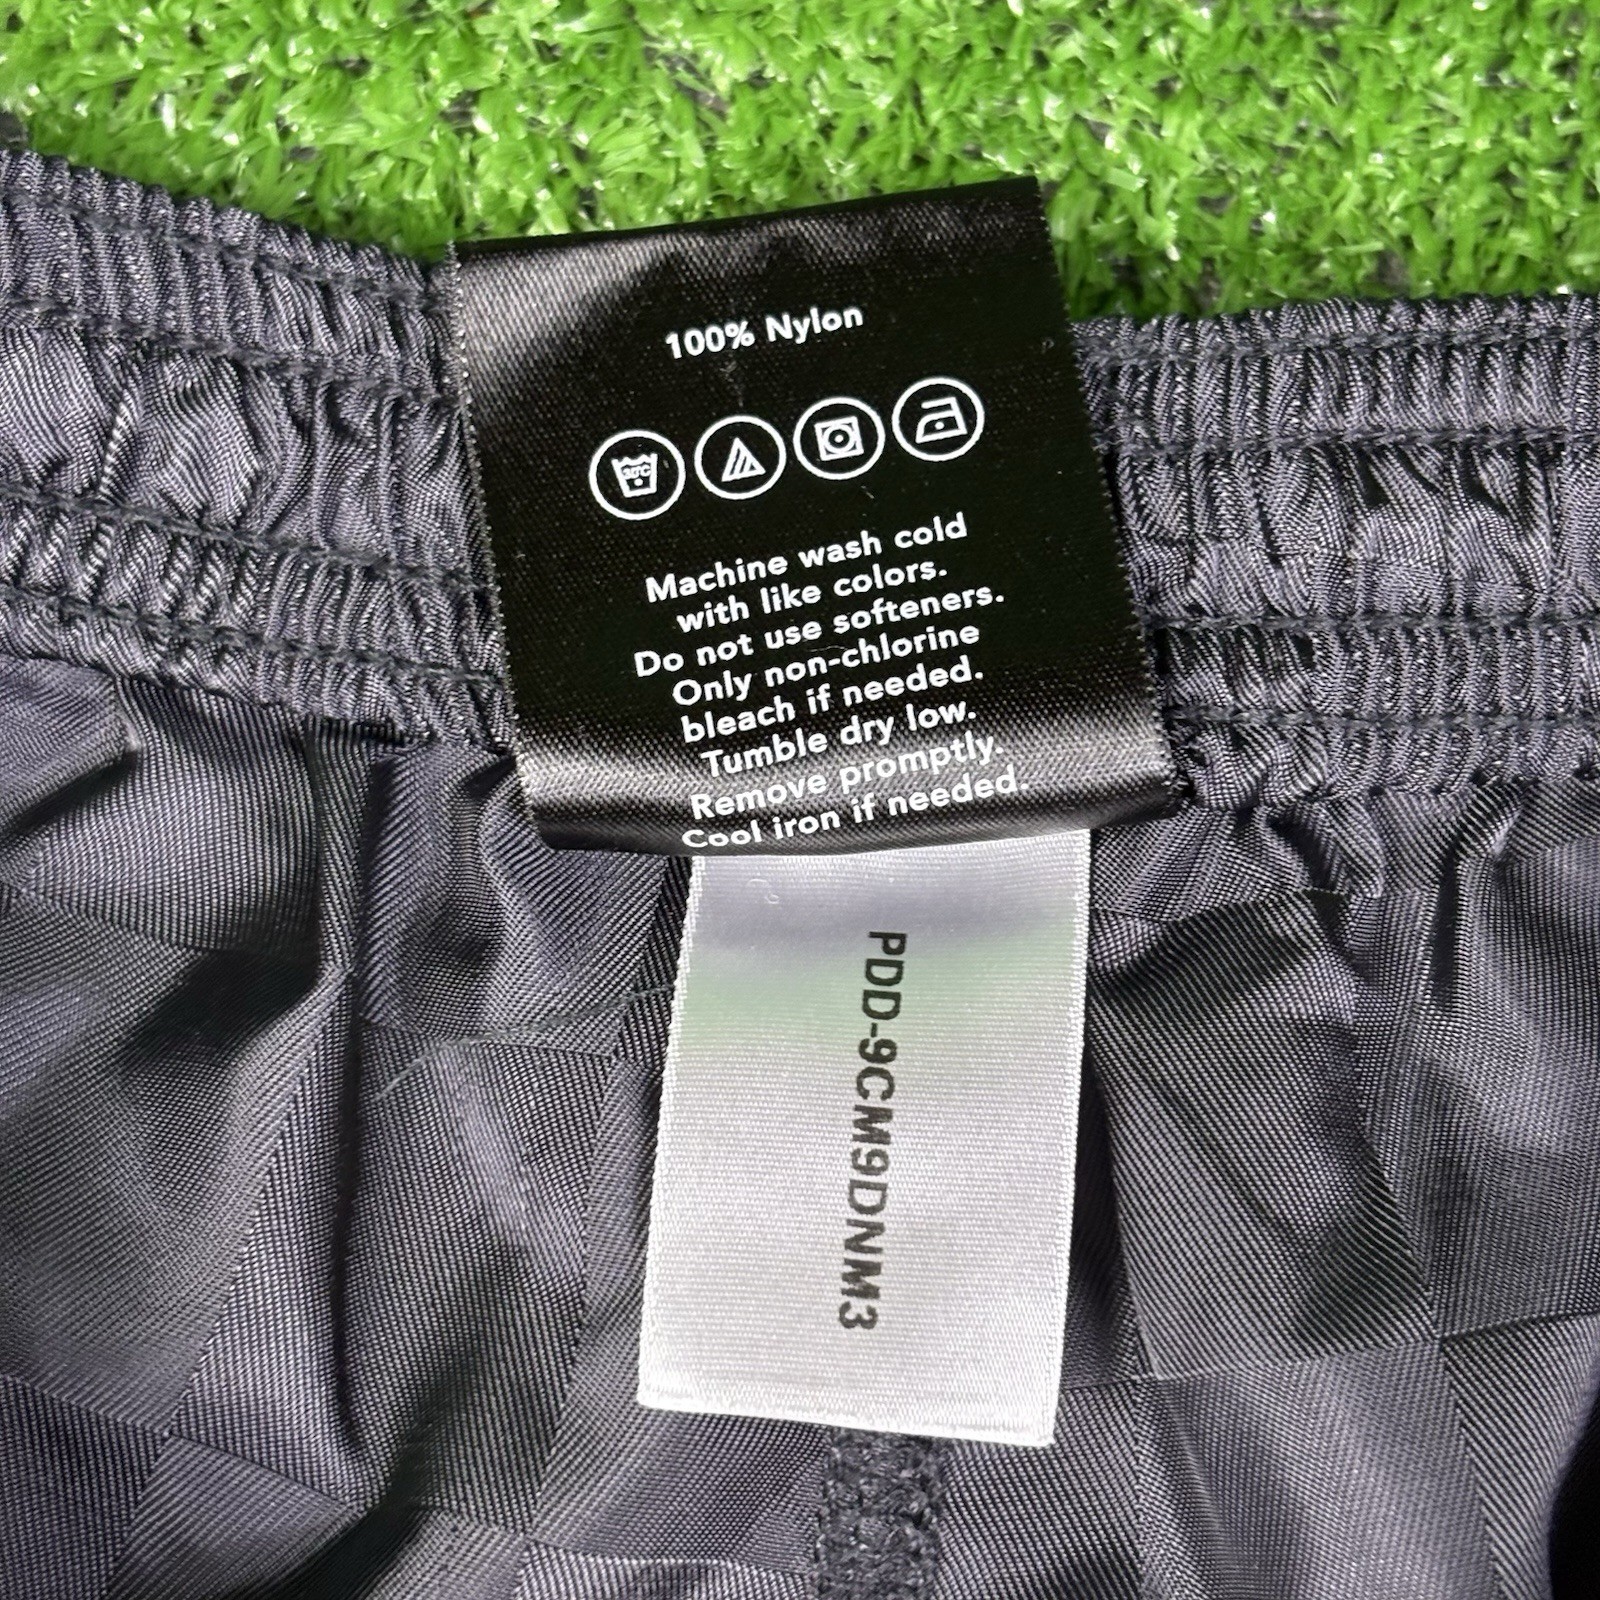 100% Nylon
30°C
Machine wash cold
with like colors.
Do not use softeners.
Only non-chlorine
bleach if needed.
Tumble dry low.
Remove promptly.
Cool iron if needed.
PDD-9CM9DNM3